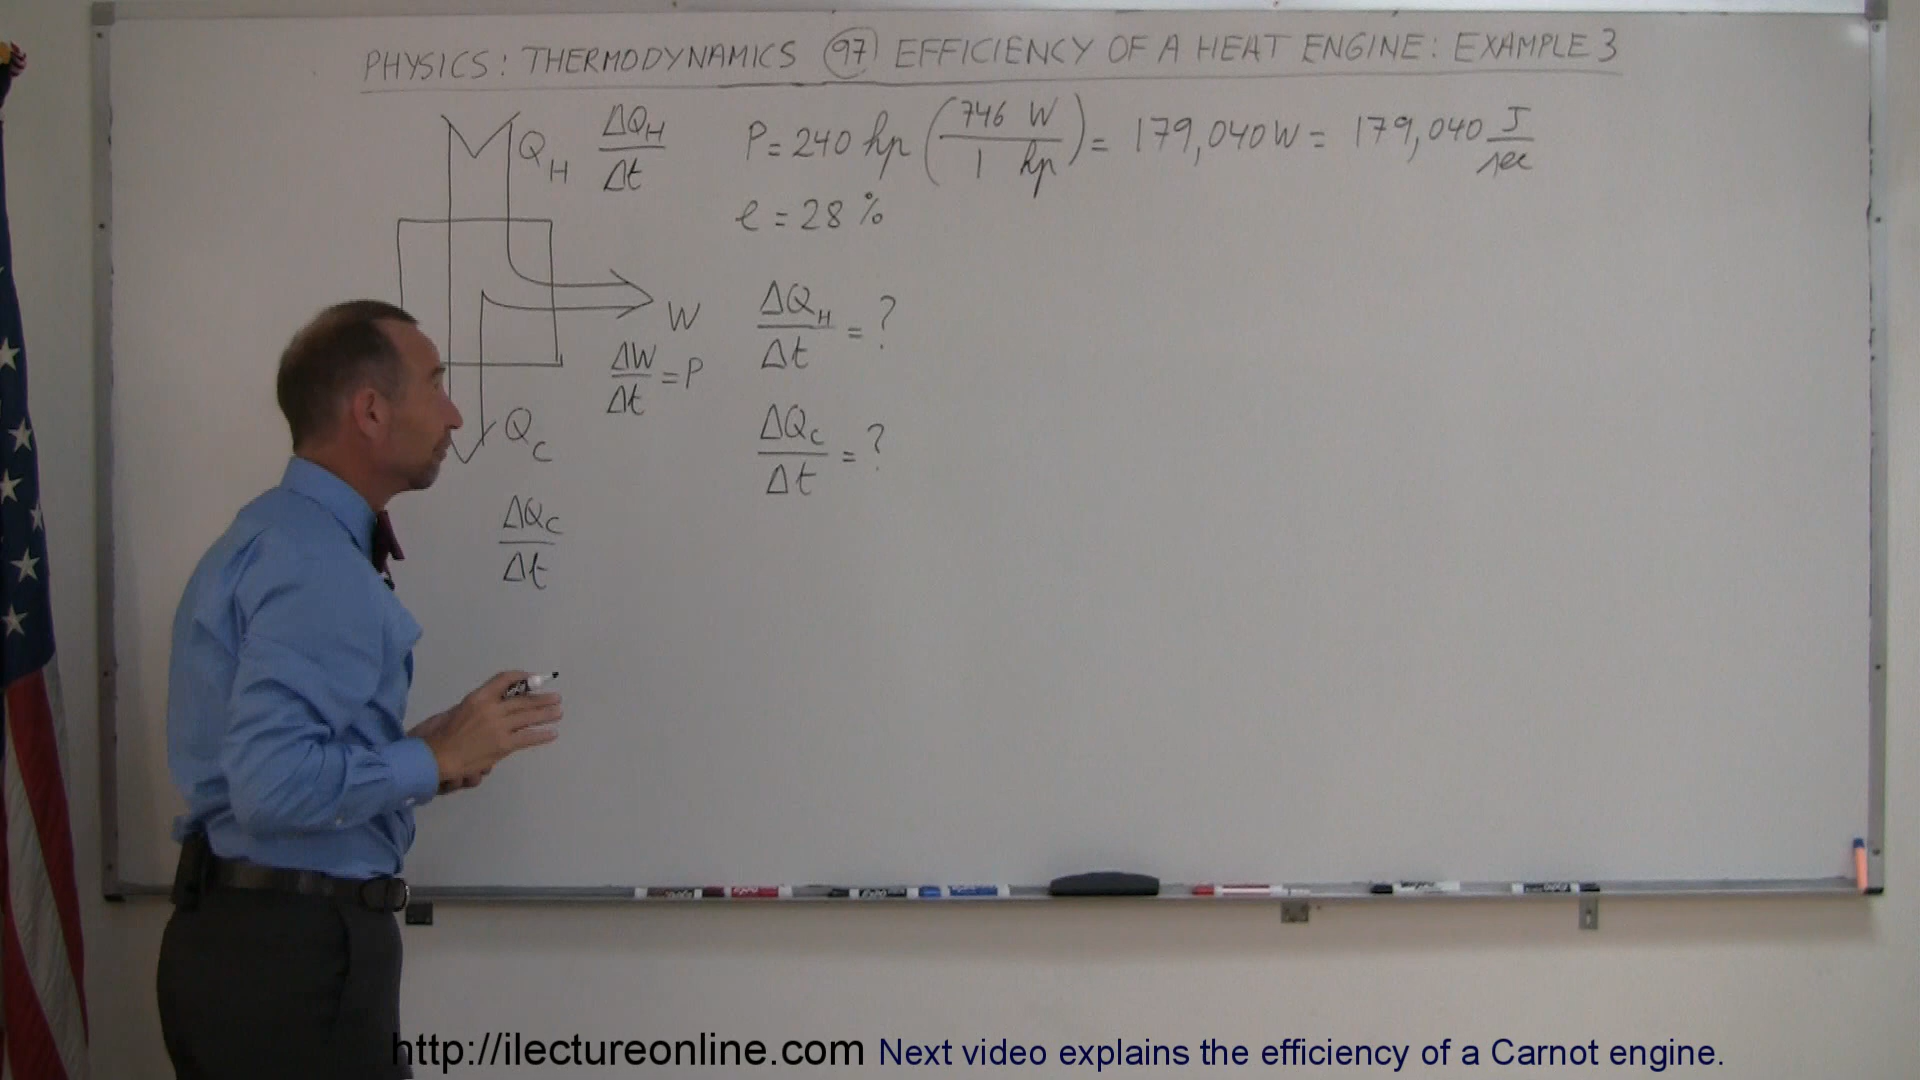 PHYSICS: THERMODYNAMICS 97 EFFICIENCY OF A HEAT ENGINE: EXAMPLE 3
Q_H ΔQ_H/Δt
P = 240 hp (746 W / 1 hp) = 179,040 W = 179,040 J/sec
e = 28 %
W
ΔW/Δt = P
ΔQ_H/Δt = ?
Q_C
ΔQ_C/Δt = ?
ΔQ_C/Δt
http://ilectureonline.com Next video explains the efficiency of a Carnot engine.